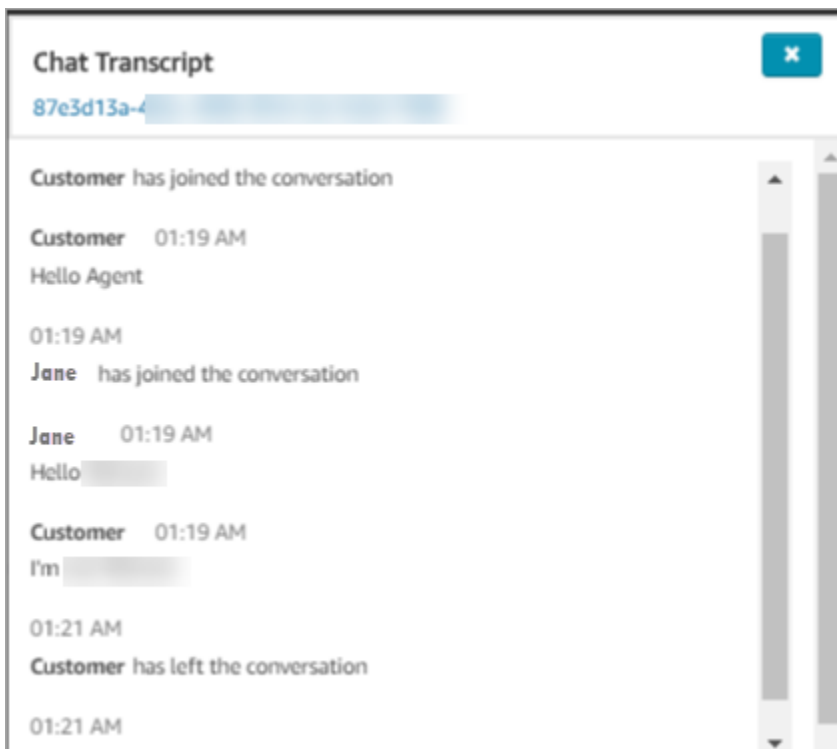 Chat Transcript
87e3d13a-
Customer has joined the conversation
Customer 01:19 AM
Hello Agent
01:19 AM
Jane has joined the conversation
Jane 01:19 AM
Hello
Customer 01:19 AM
I'm
01:21 AM
Customer has left the conversation
01:21 AM